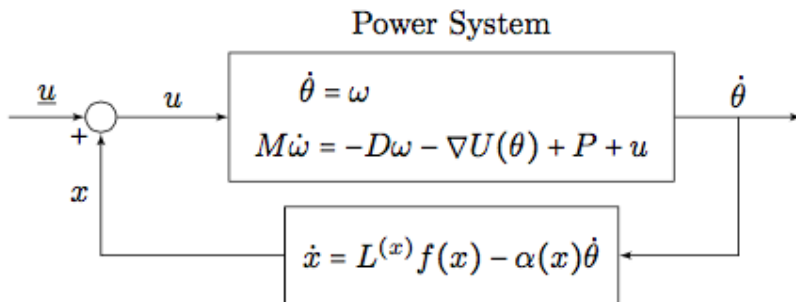 Power System
u̲
u
θ̇ = ω
Mω̇ = −Dω − ∇U(θ) + P + u
θ̇
+
x
ẋ = L⁽ˣ⁾f(x) − α(x)θ̇